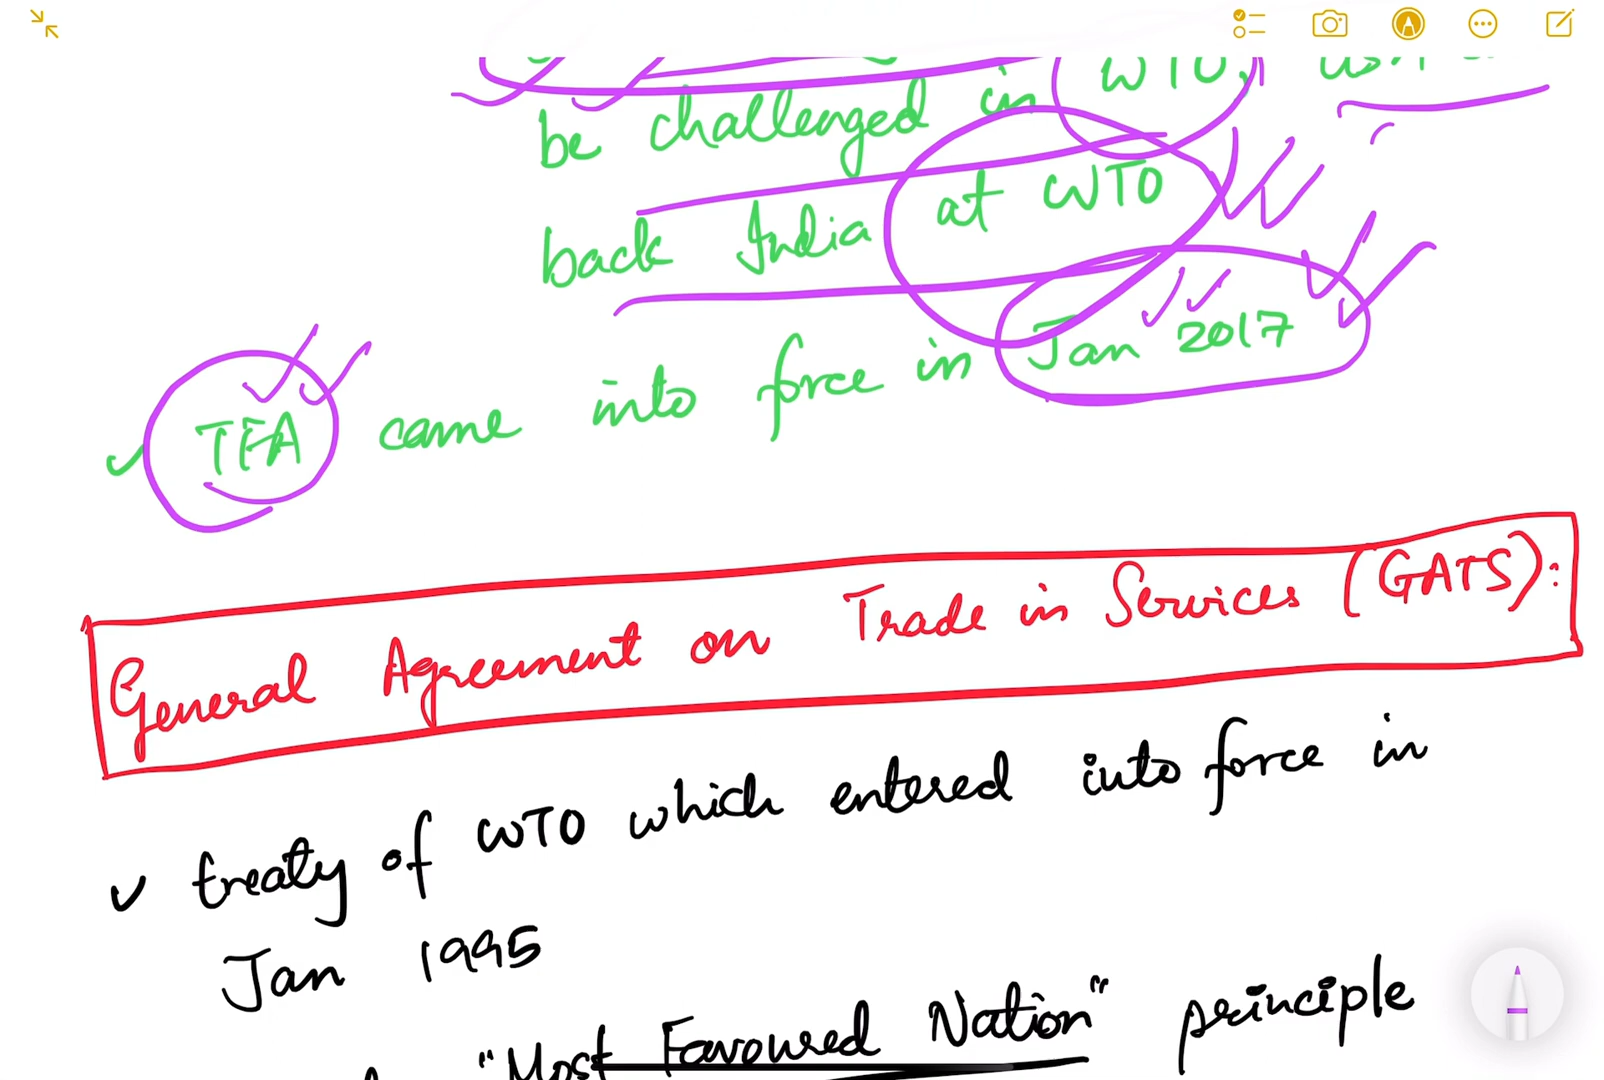 WTO,
be challenged in
back India at WTO
✓ TFA came into force in Jan 2017
General Agreement on Trade in Services (GATS):
✓ treaty of WTO which entered into force in
Jan 1995
"Most Favoured Nation" principle